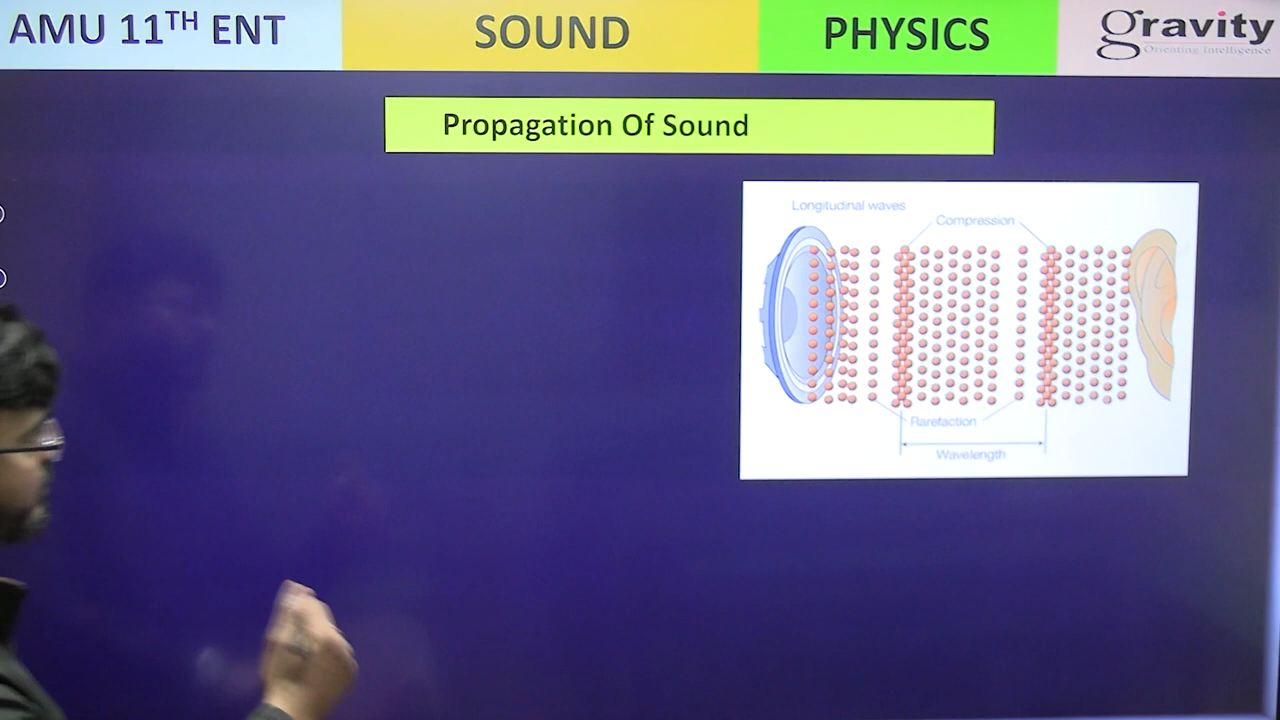 AMU 11TH ENT
SOUND
PHYSICS
gravity
Orienting Intelligence
Propagation Of Sound
Longitudinal waves
Compression
Rarefaction
Wavelength